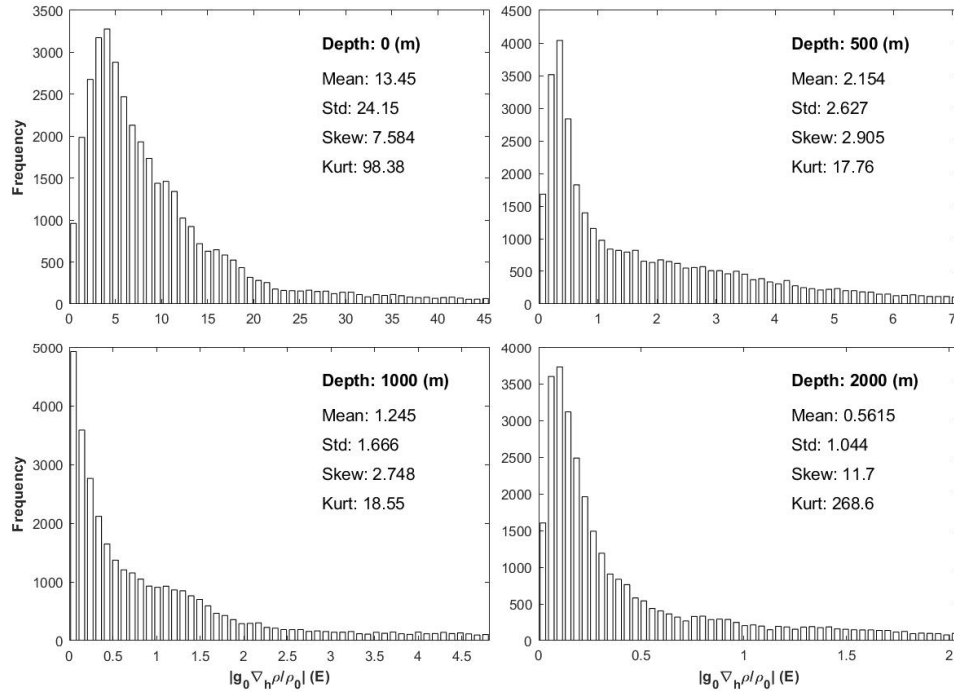 3500
3000
2500
2000
1500
1000
500
0
Frequency
0 5 10 15 20 25 30 35 40 45
Depth: 0 (m)
Mean: 13.45
Std: 24.15
Skew: 7.584
Kurt: 98.38
4500
4000
3500
3000
2500
2000
1500
1000
500
0
0 1 2 3 4 5 6 7
Depth: 500 (m)
Mean: 2.154
Std: 2.627
Skew: 2.905
Kurt: 17.76
5000
4000
3000
2000
1000
0
Frequency
0 0.5 1 1.5 2 2.5 3 3.5 4 4.5
|g₀ ∇ₕρ/ρ₀| (E)
Depth: 1000 (m)
Mean: 1.245
Std: 1.666
Skew: 2.748
Kurt: 18.55
4000
3500
3000
2500
2000
1500
1000
500
0
0 0.5 1 1.5 2
|g₀ ∇ₕρ/ρ₀| (E)
Depth: 2000 (m)
Mean: 0.5615
Std: 1.044
Skew: 11.7
Kurt: 268.6